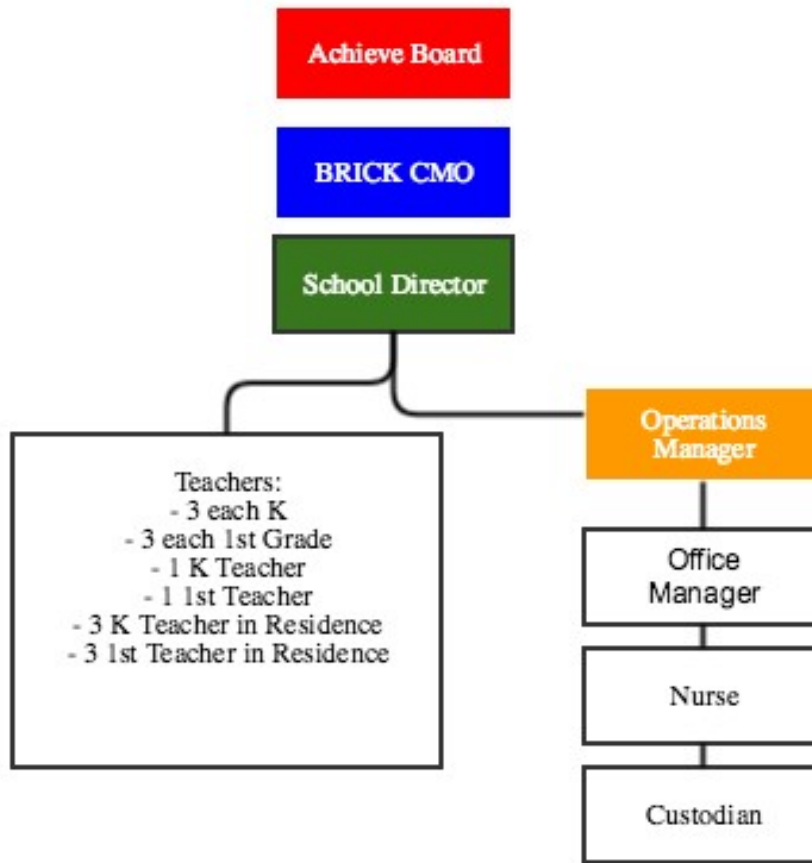 Achieve Board
BRICK CMO
School Director
Operations
Manager
Teachers:
- 3 each K
- 3 each 1st Grade
- 1 K Teacher
- 1 1st Teacher
- 3 K Teacher in Residence
- 3 1st Teacher in Residence
Office
Manager
Nurse
Custodian